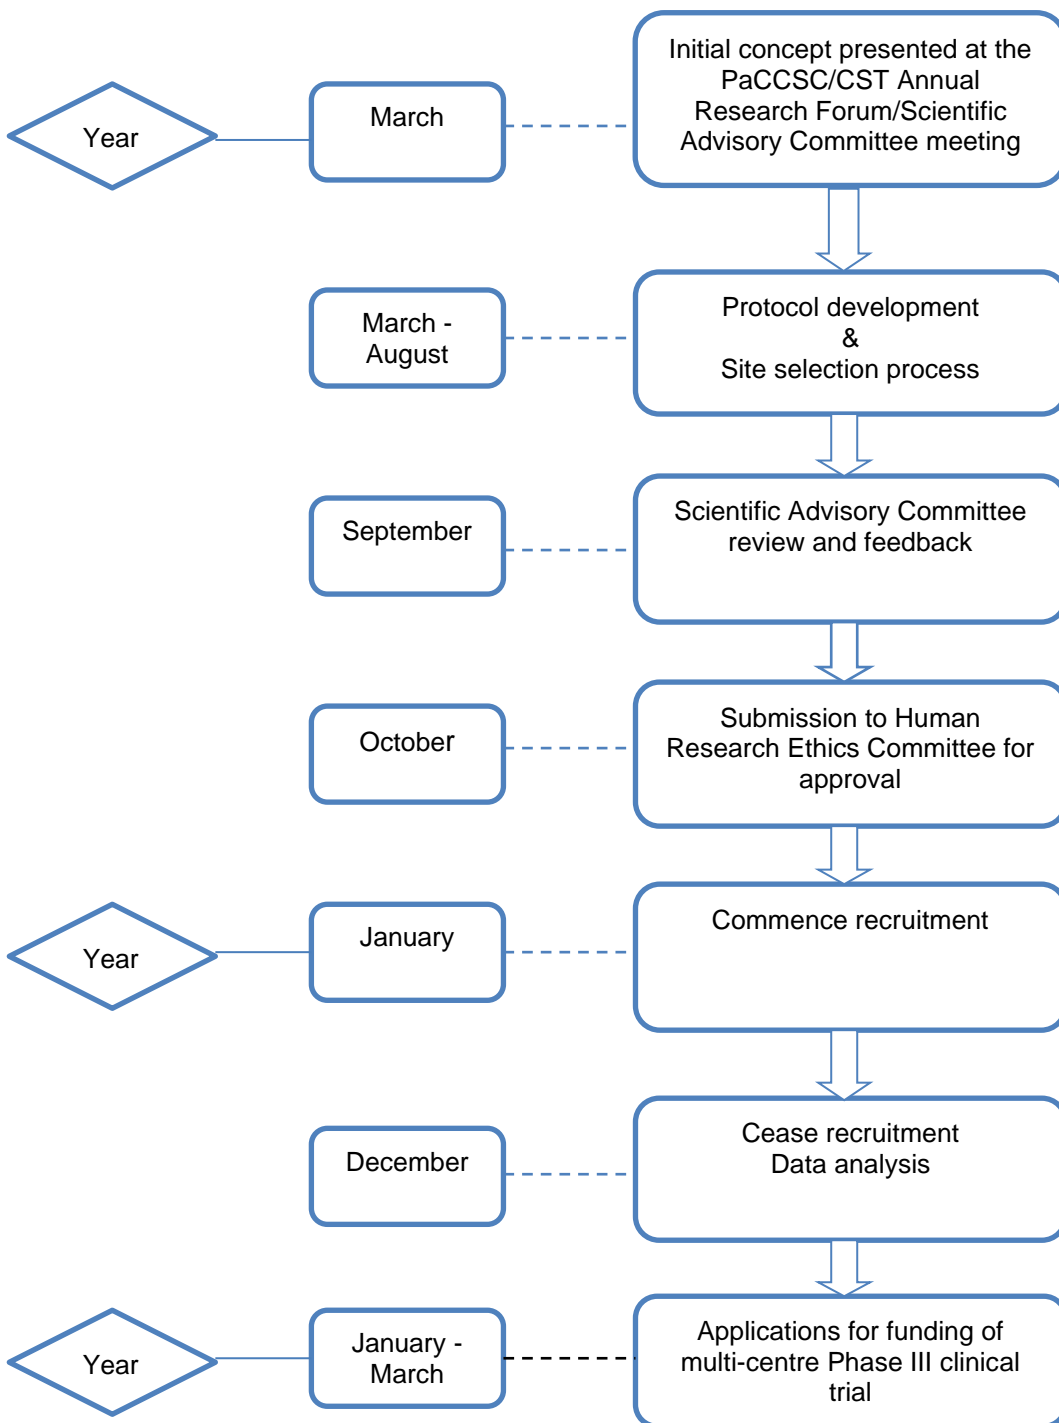 Year
March
Initial concept presented at the
PaCCSC/CST Annual
Research Forum/Scientific
Advisory Committee meeting
March -
August
Protocol development
&
Site selection process
September
Scientific Advisory Committee
review and feedback
October
Submission to Human
Research Ethics Committee for
approval
Year
January
Commence recruitment
December
Cease recruitment
Data analysis
Year
January -
March
Applications for funding of
multi-centre Phase III clinical
trial